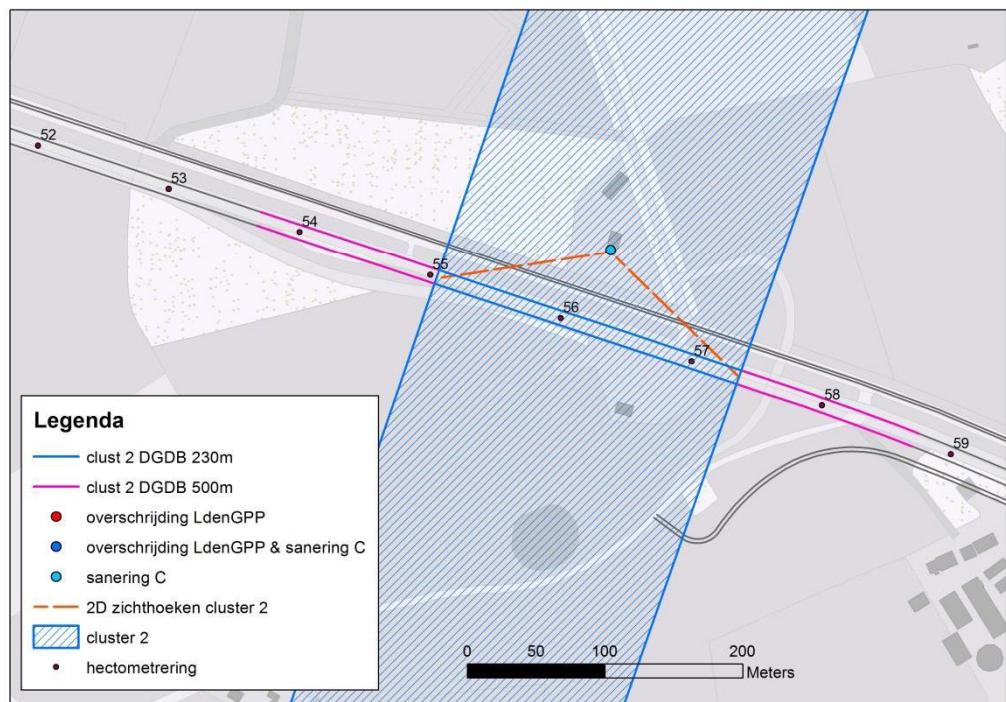 52
53
54
55
56
57
58
59
Legenda
clust 2 DGDB 230m
clust 2 DGDB 500m
overschrijding LdenGPP
overschrijding LdenGPP & sanering C
sanering C
2D zichthoeken cluster 2
cluster 2
hectometrering
0 50 100 200
Meters